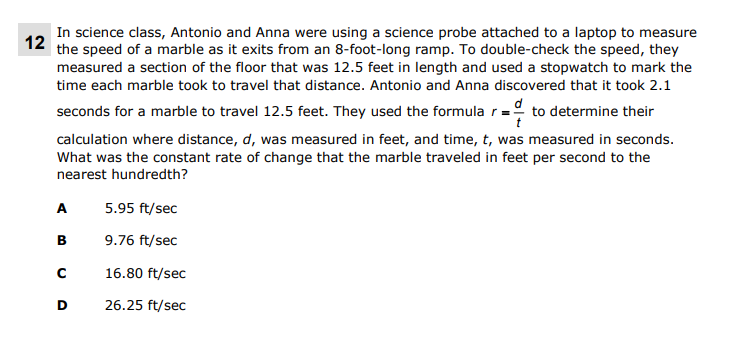 12 In science class, Antonio and Anna were using a science probe attached to a laptop to measure
the speed of a marble as it exits from an 8-foot-long ramp. To double-check the speed, they
measured a section of the floor that was 12.5 feet in length and used a stopwatch to mark the
time each marble took to travel that distance. Antonio and Anna discovered that it took 2.1
seconds for a marble to travel 12.5 feet. They used the formula r = d/t to determine their
calculation where distance, d, was measured in feet, and time, t, was measured in seconds.
What was the constant rate of change that the marble traveled in feet per second to the
nearest hundredth?
A 5.95 ft/sec
B 9.76 ft/sec
C 16.80 ft/sec
D 26.25 ft/sec